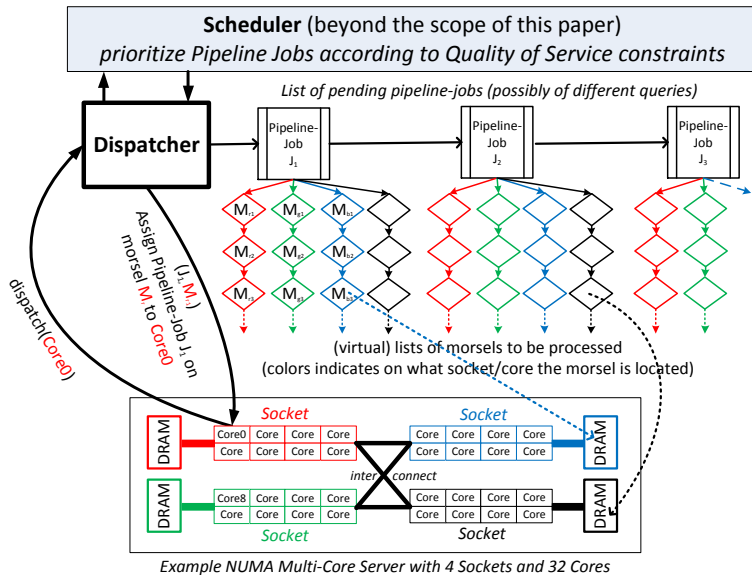 Scheduler (beyond the scope of this paper)
prioritize Pipeline Jobs according to Quality of Service constraints
List of pending pipeline-jobs (possibly of different queries)
Dispatcher
Pipeline-
Job
J1
Pipeline-
Job
J2
Pipeline-
Job
J3
Mr1
Mg1
Mb1
Mr2
Mg2
Mb2
Mr3
Mg3
Mb3
dispatch(Core0)
(J1, Mr1)
Assign Pipeline-Job J1 on
morsel Mr1 to Core0
(virtual) lists of morsels to be processed
(colors indicates on what socket/core the morsel is located)
Socket
Socket
DRAM
Core0 Core Core Core
Core Core Core Core
Core Core Core Core
Core Core Core Core
DRAM
inter connect
DRAM
Core8 Core Core Core
Core Core Core Core
Core Core Core Core
Core Core Core Core
DRAM
Socket
Socket
Example NUMA Multi-Core Server with 4 Sockets and 32 Cores